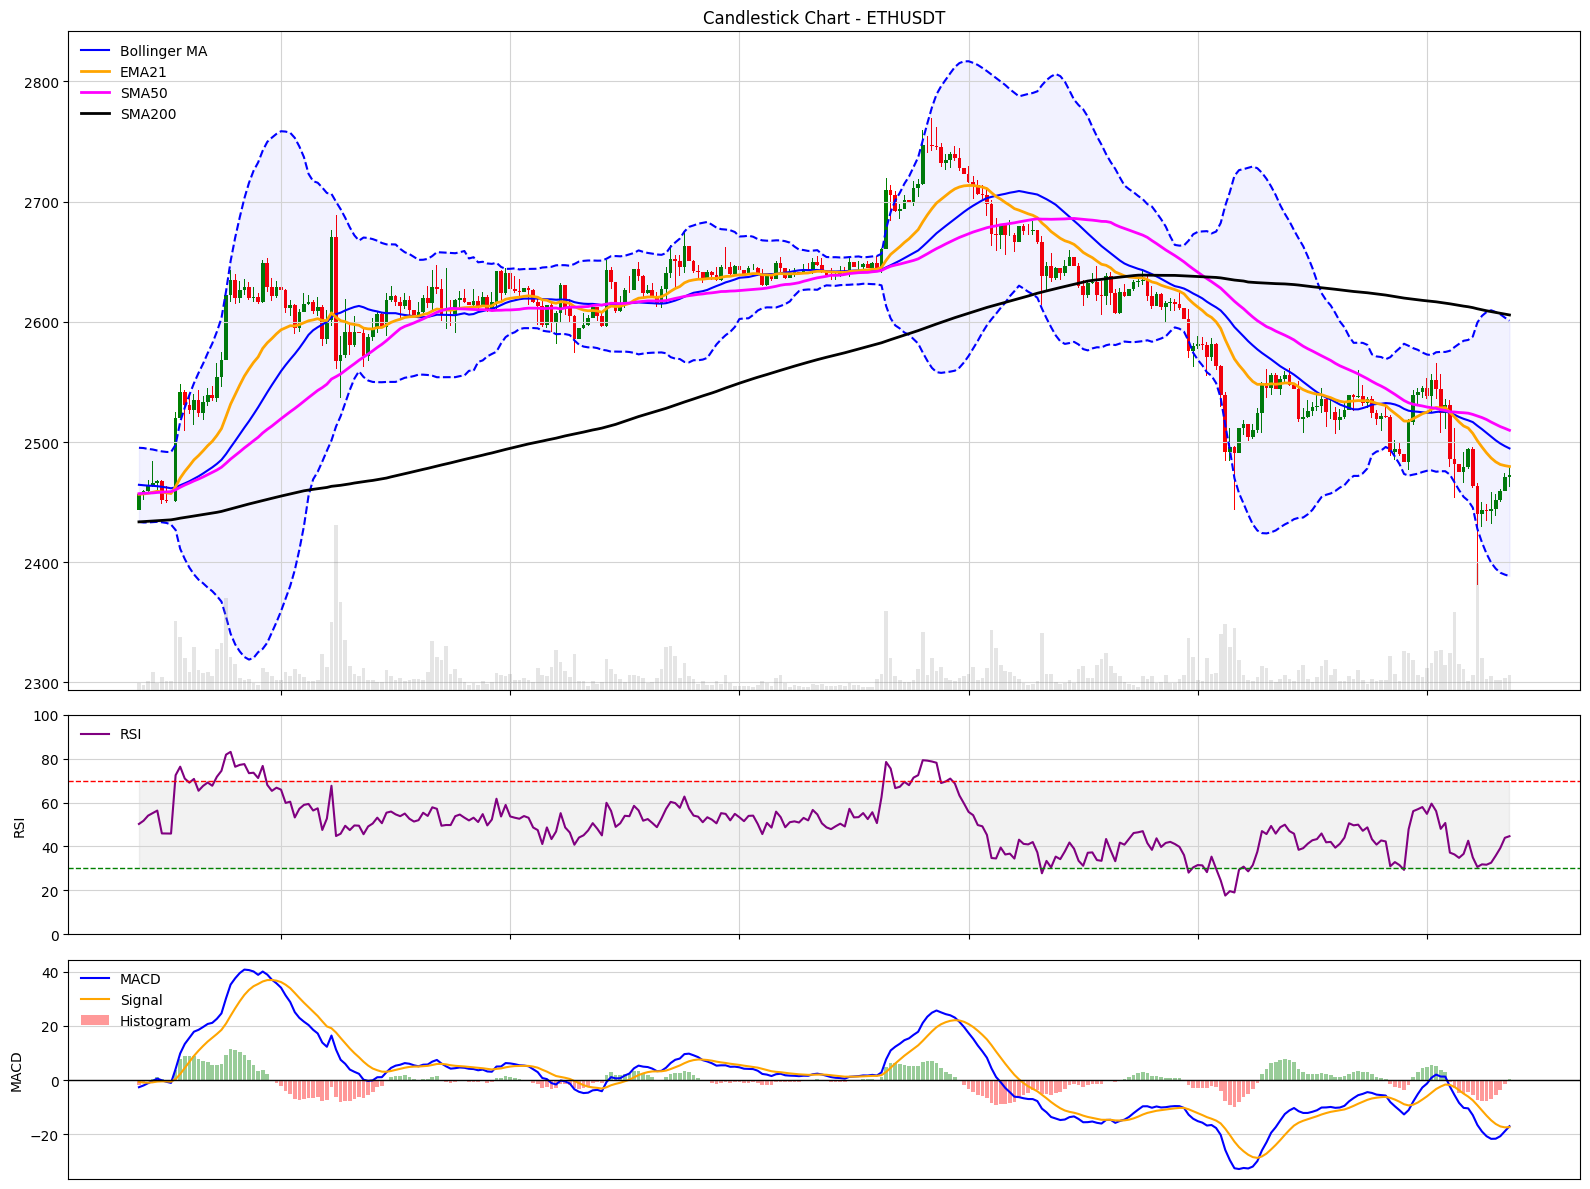 Candlestick Chart - ETHUSDT
Bollinger MA
EMA21
SMA50
SMA200
2800
2700
2600
2500
2400
2300
RSI
RSI
100
80
60
40
20
0
MACD
MACD
Signal
Histogram
40
20
0
−20